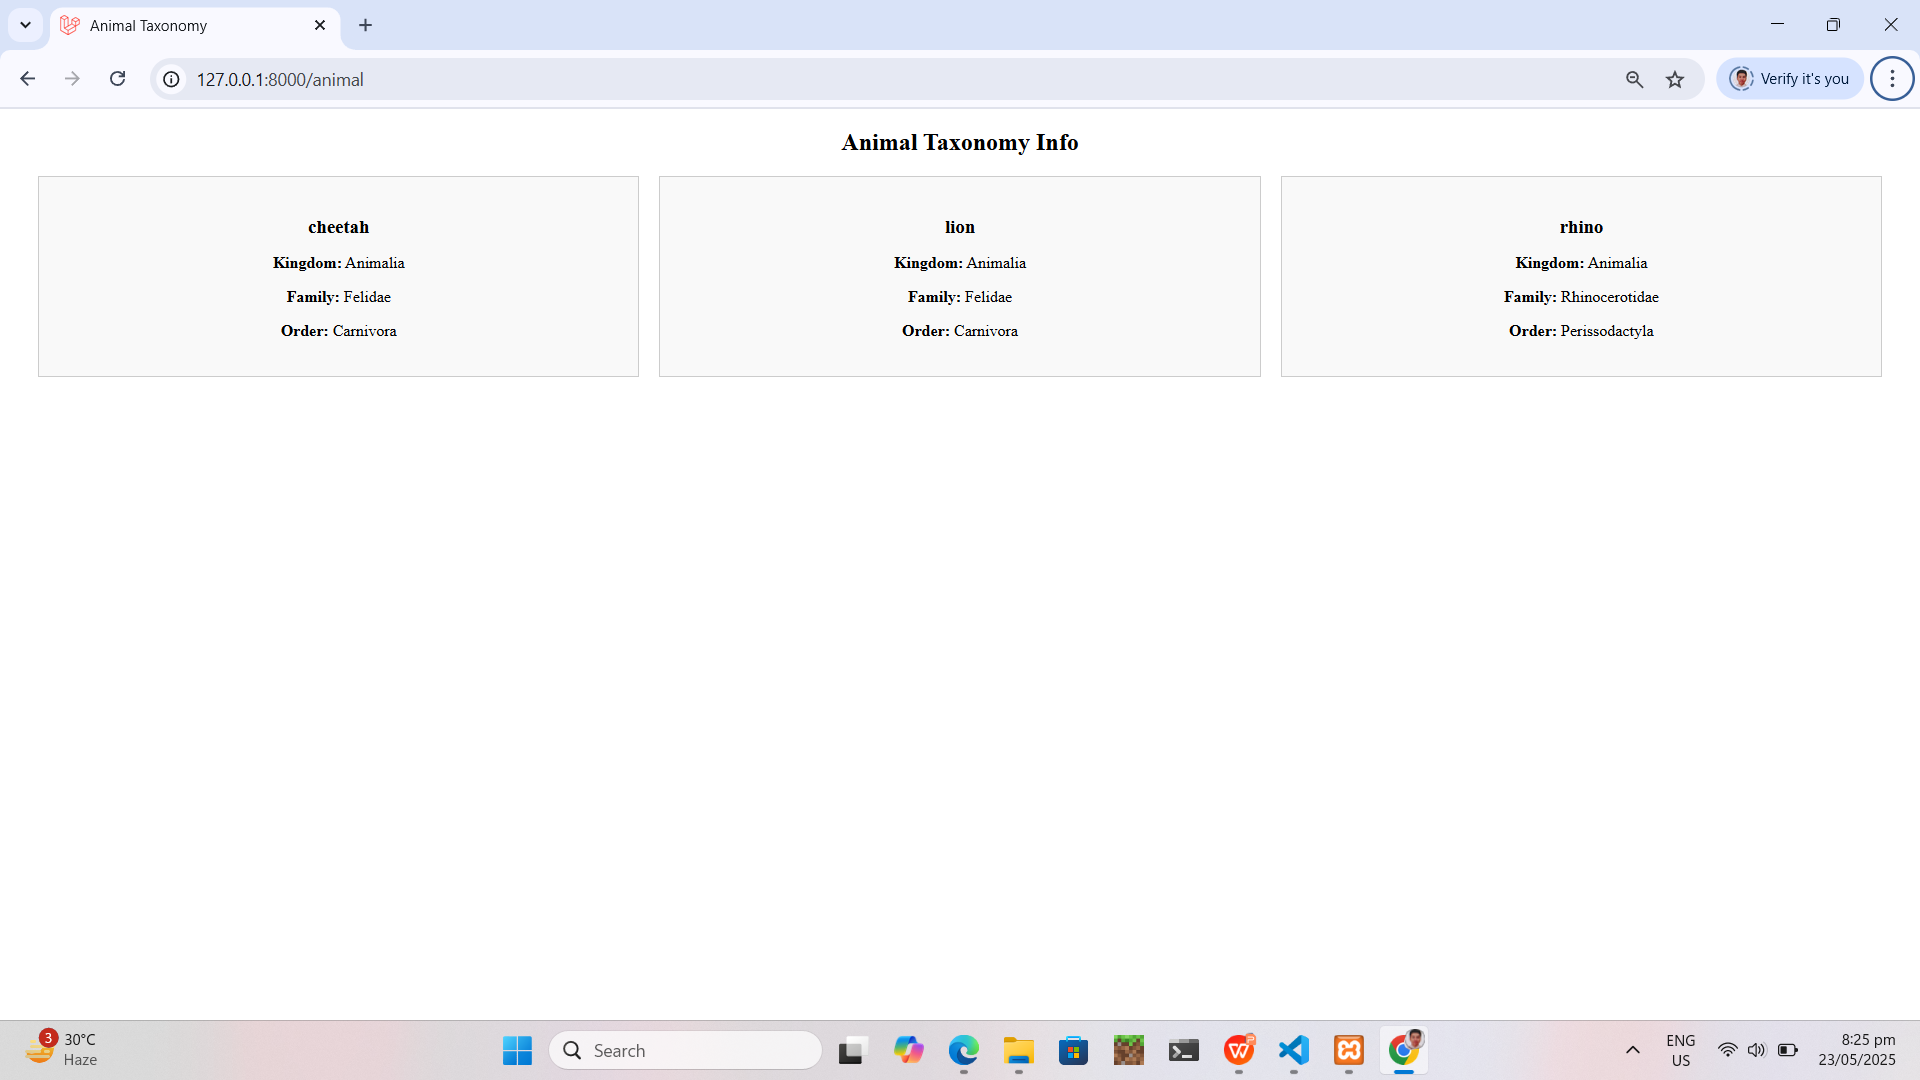 Animal Taxonomy
127.0.0.1:8000/animal
Verify it's you
Animal Taxonomy Info
cheetah
Kingdom: Animalia
Family: Felidae
Order: Carnivora
lion
Kingdom: Animalia
Family: Felidae
Order: Carnivora
rhino
Kingdom: Animalia
Family: Rhinocerotidae
Order: Perissodactyla
3
30°C
Haze
Search
W
P
ENG
US
8:25 pm
23/05/2025